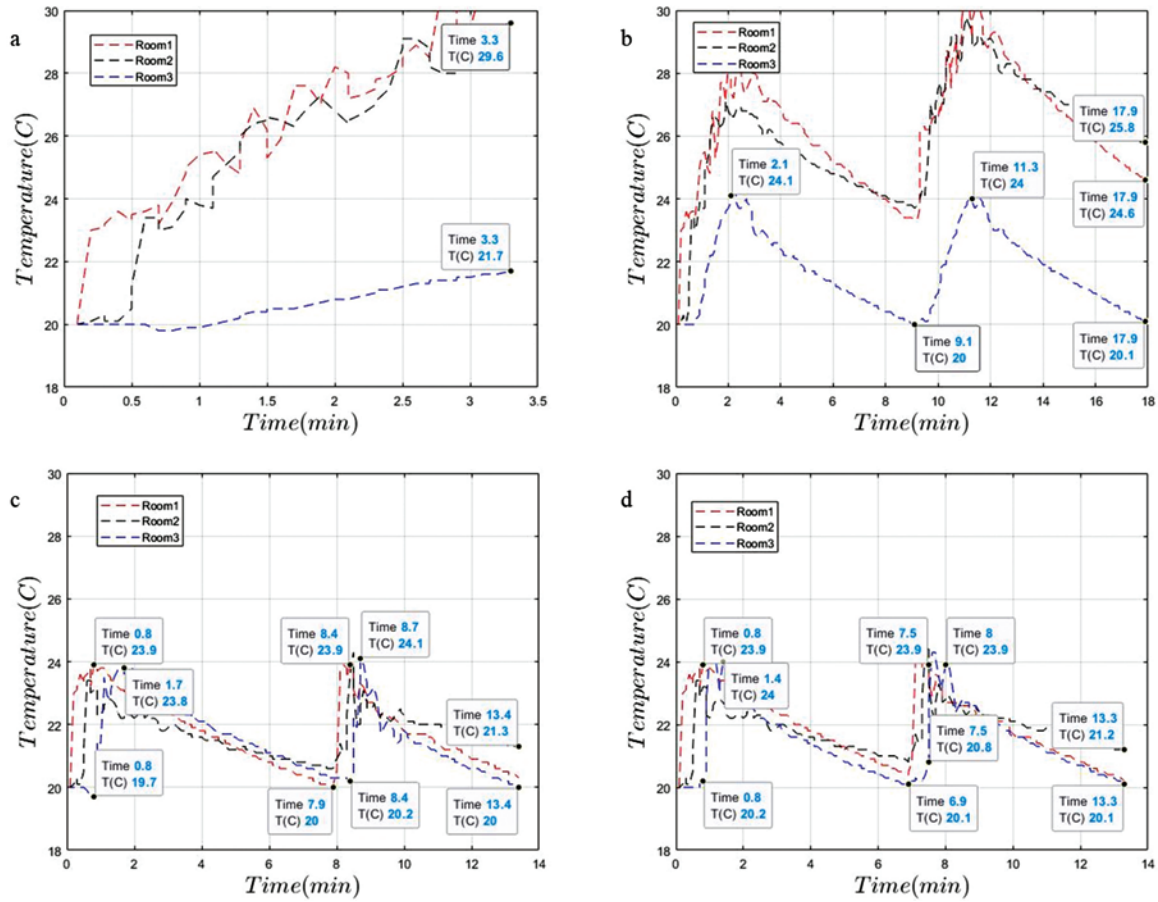 a
Temperature(C)
30
28
26
24
22
20
18
Room1
Room2
Room3
Time 3.3
T(C) 29.6
Time 3.3
T(C) 21.7
0
0.5
1
1.5
2
2.5
3
3.5
Time(min)
b
Temperature(C)
30
28
26
24
22
20
18
Room1
Room2
Room3
Time 2.1
T(C) 24.1
Time 11.3
T(C) 24
Time 17.9
T(C) 25.8
Time 17.9
T(C) 24.6
Time 9.1
T(C) 20
Time 17.9
T(C) 20.1
0
2
4
6
8
10
12
14
16
18
Time(min)
c
Temperature(C)
30
28
26
24
22
20
18
Room1
Room2
Room3
Time 0.8
T(C) 23.9
Time 1.7
T(C) 23.8
Time 0.8
T(C) 19.7
Time 8.4
T(C) 23.9
Time 8.7
T(C) 24.1
Time 13.4
T(C) 21.3
Time 7.9
T(C) 20
Time 8.4
T(C) 20.2
Time 13.4
T(C) 20
0
2
4
6
8
10
12
14
Time(min)
d
Temperature(C)
30
28
26
24
22
20
18
Room1
Room2
Room3
Time 0.8
T(C) 23.9
Time 1.4
T(C) 24
Time 0.8
T(C) 20.2
Time 7.5
T(C) 23.9
Time 8
T(C) 23.9
Time 7.5
T(C) 20.8
Time 13.3
T(C) 21.2
Time 6.9
T(C) 20.1
Time 13.3
T(C) 20.1
0
2
4
6
8
10
12
14
Time(min)